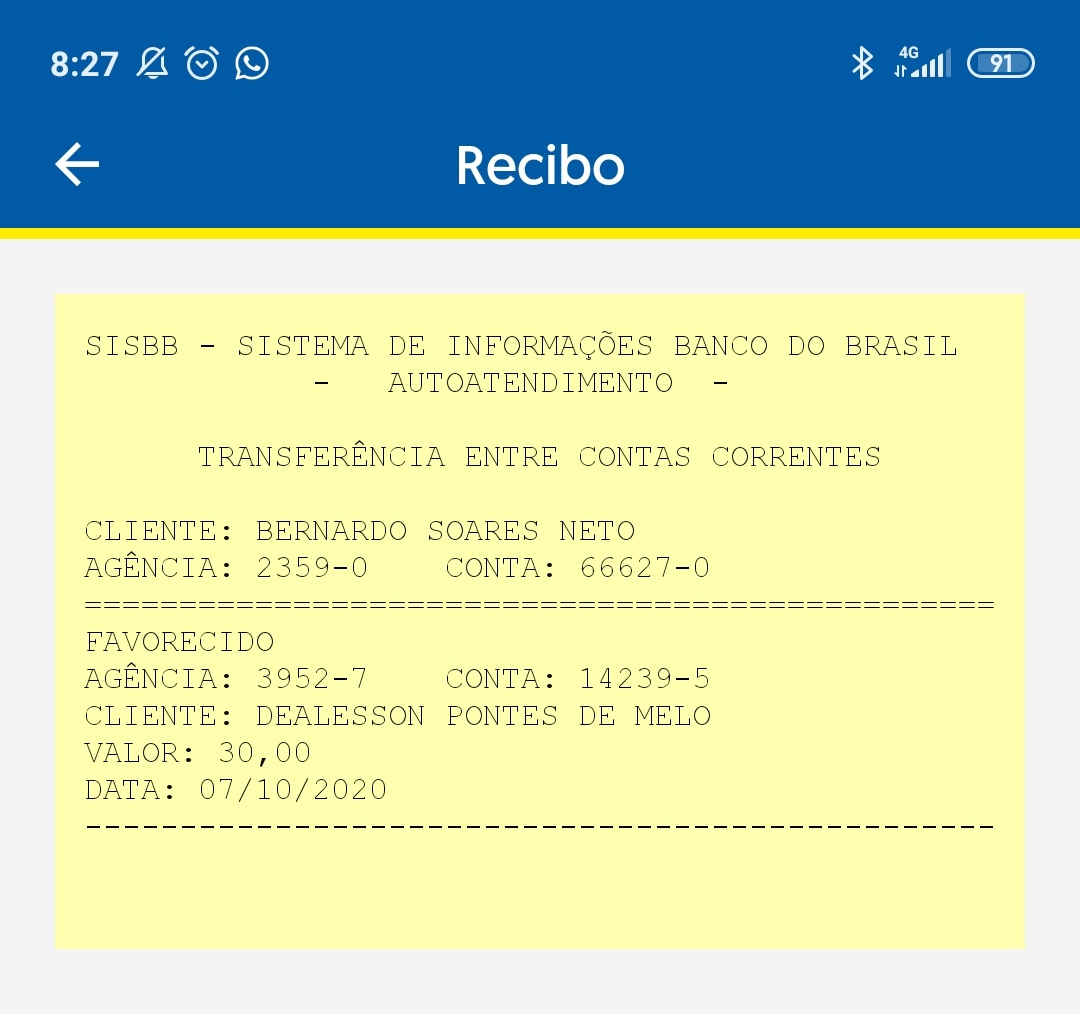 8:27 4G 91
Recibo
SISBB - SISTEMA DE INFORMAÇÕES BANCO DO BRASIL
- AUTOATENDIMENTO -
TRANSFERÊNCIA ENTRE CONTAS CORRENTES
CLIENTE: BERNARDO SOARES NETO
AGÊNCIA: 2359-0 CONTA: 66627-0
================================================
FAVORECIDO
AGÊNCIA: 3952-7 CONTA: 14239-5
CLIENTE: DEALESSON PONTES DE MELO
VALOR: 30,00
DATA: 07/10/2020
------------------------------------------------